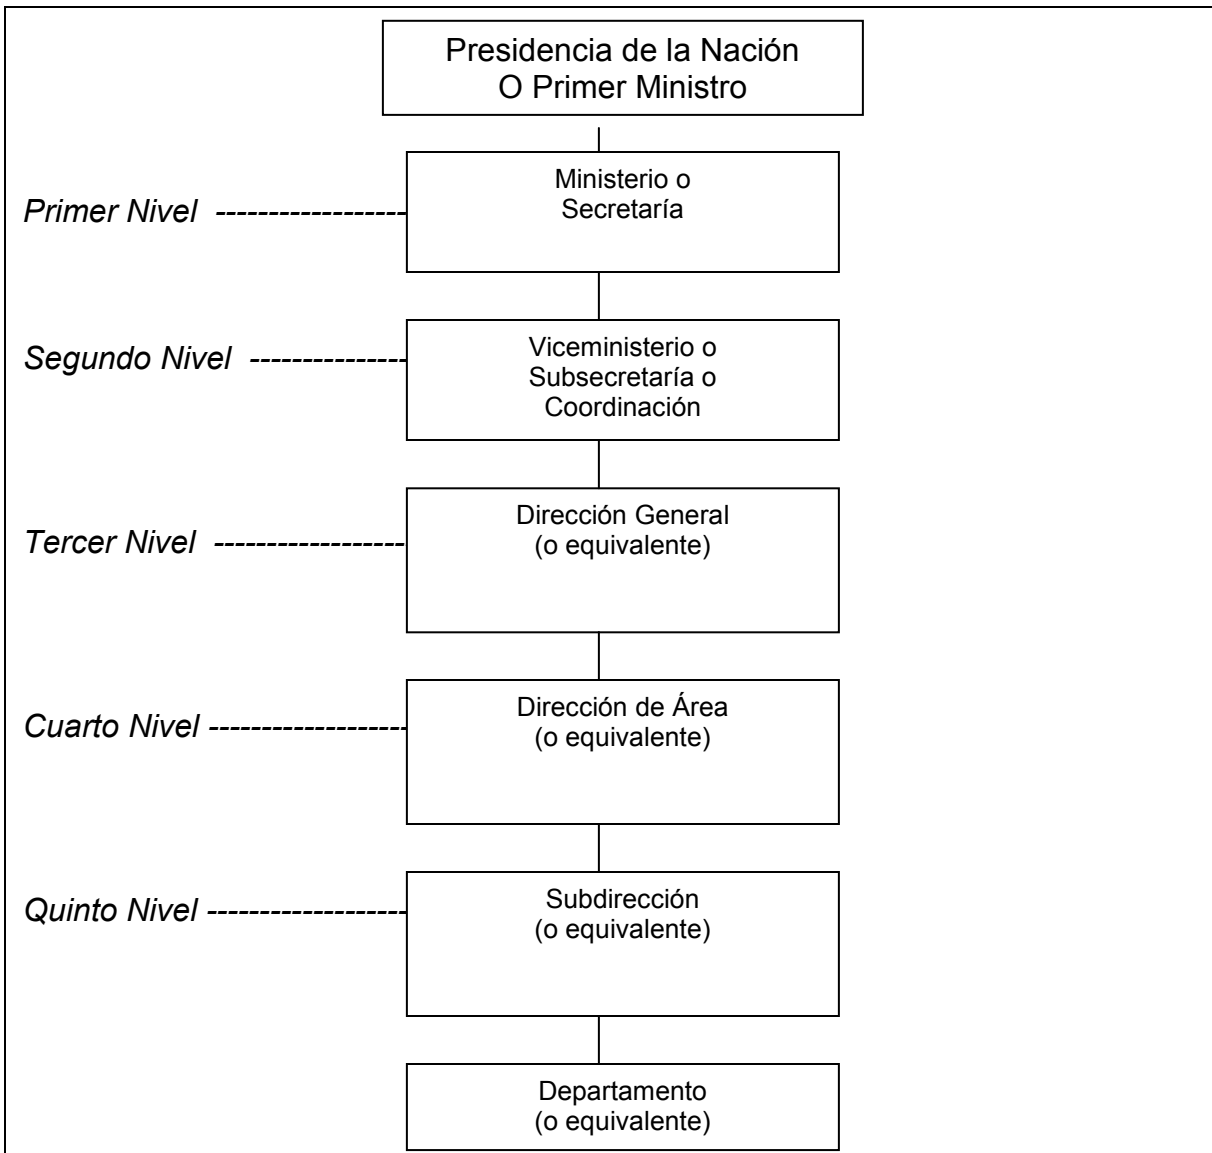 Presidencia de la Nación
O Primer Ministro
Ministerio o
Secretaría
Primer Nivel ------------------
Viceministerio o
Subsecretaría o
Coordinación
Segundo Nivel ---------------
Dirección General
(o equivalente)
Tercer Nivel ------------------
Dirección de Área
(o equivalente)
Cuarto Nivel -------------------
Subdirección
(o equivalente)
Quinto Nivel -------------------
Departamento
(o equivalente)